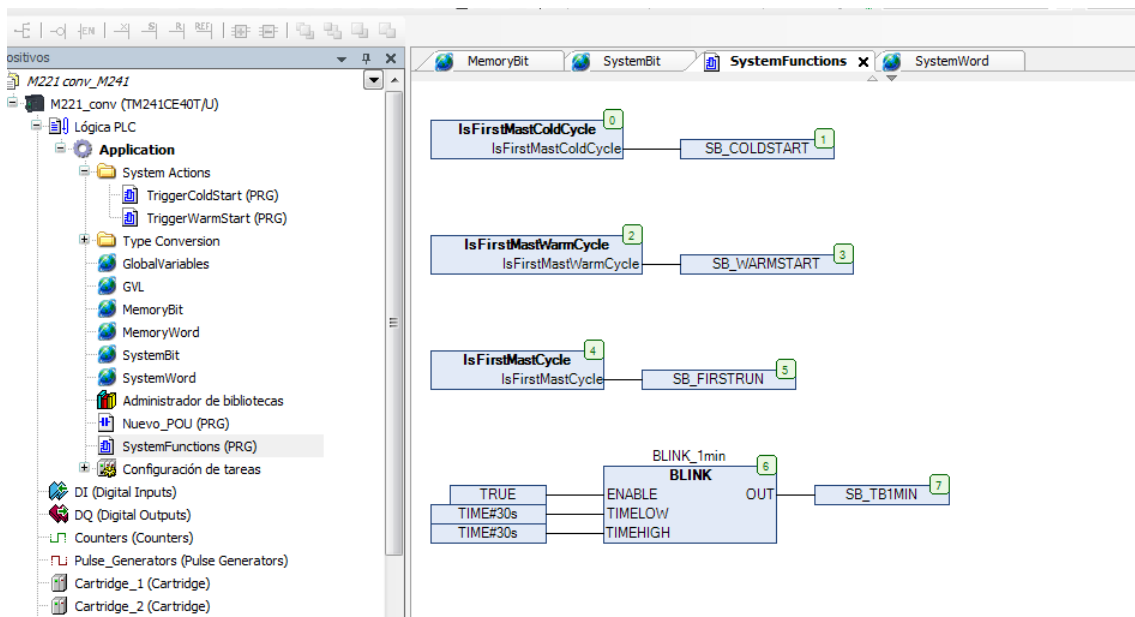 EN
S
R
REF
ositivos
M221 conv_M241
M221_conv (TM241CE40T/U)
Lógica PLC
Application
System Actions
TriggerColdStart (PRG)
TriggerWarmStart (PRG)
Type Conversion
GlobalVariables
GVL
MemoryBit
MemoryWord
SystemBit
SystemWord
Administrador de bibliotecas
Nuevo_POU (PRG)
SystemFunctions (PRG)
Configuración de tareas
DI (Digital Inputs)
DQ (Digital Outputs)
Counters (Counters)
Pulse_Generators (Pulse Generators)
Cartridge_1 (Cartridge)
Cartridge_2 (Cartridge)
MemoryBit SystemBit SystemFunctions SystemWord
0
IsFirstMastColdCycle
IsFirstMastColdCycle SB_COLDSTART 1
2
IsFirstMastWarmCycle
IsFirstMastWarmCycle SB_WARMSTART 3
4
IsFirstMastCycle
IsFirstMastCycle SB_FIRSTRUN 5
BLINK_1min
BLINK 6
TRUE ENABLE OUT SB_TB1MIN 7
TIME#30s TIMELOW
TIME#30s TIMEHIGH